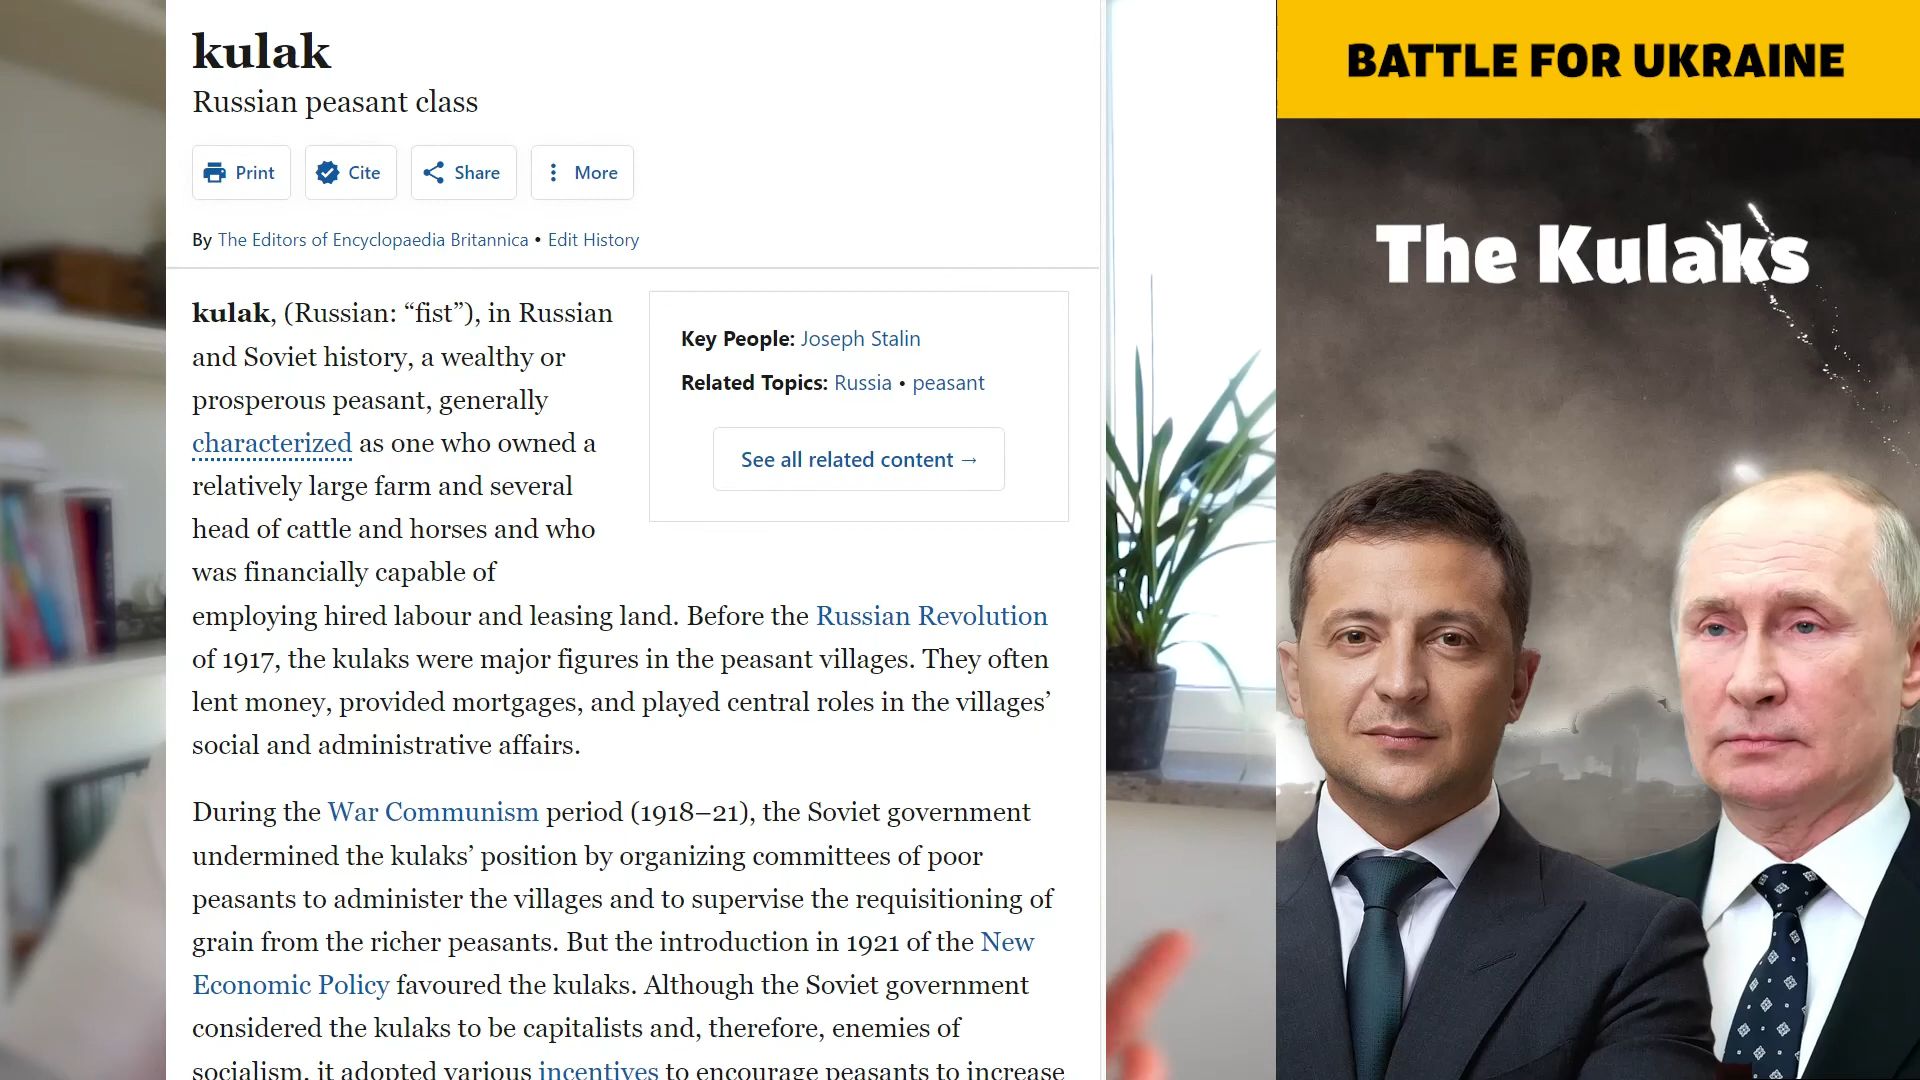 kulak
Russian peasant class
Print
Cite
Share
More
By The Editors of Encyclopaedia Britannica • Edit History
kulak, (Russian: “fist”), in Russian
and Soviet history, a wealthy or
prosperous peasant, generally
characterized as one who owned a
relatively large farm and several
head of cattle and horses and who
was financially capable of
employing hired labour and leasing land. Before the Russian Revolution
of 1917, the kulaks were major figures in the peasant villages. They often
lent money, provided mortgages, and played central roles in the villages’
social and administrative affairs.
During the War Communism period (1918–21), the Soviet government
undermined the kulaks’ position by organizing committees of poor
peasants to administer the villages and to supervise the requisitioning of
grain from the richer peasants. But the introduction in 1921 of the New
Economic Policy favoured the kulaks. Although the Soviet government
considered the kulaks to be capitalists and, therefore, enemies of
socialism, it adopted various incentives to encourage peasants to increase
Key People: Joseph Stalin
Related Topics: Russia • peasant
See all related content →
BATTLE FOR UKRAINE
The Kulaks